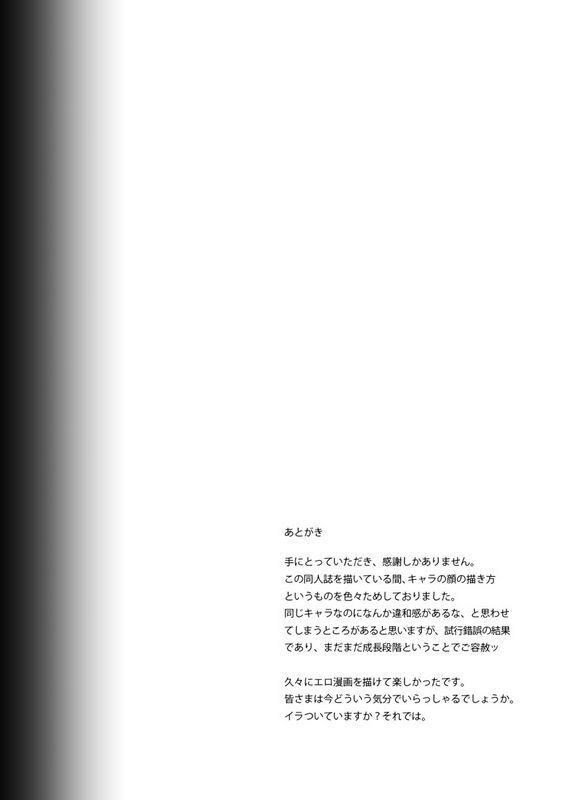 あとがき
手にとっていただき、感謝しかありません。
この同人誌を描いている間、キャラの顔の描き方
というものを色々ためしておりました。
同じキャラなのになんか違和感があるな、と思わせ
てしまうところがあると思いますが、試行錯誤の結果
であり、まだまだ成長段階ということでご容赦ッ
久々にエロ漫画を描けて楽しかったです。
皆さまは今どういう気分でいらっしゃるでしょうか。
イラついていますか？それでは。